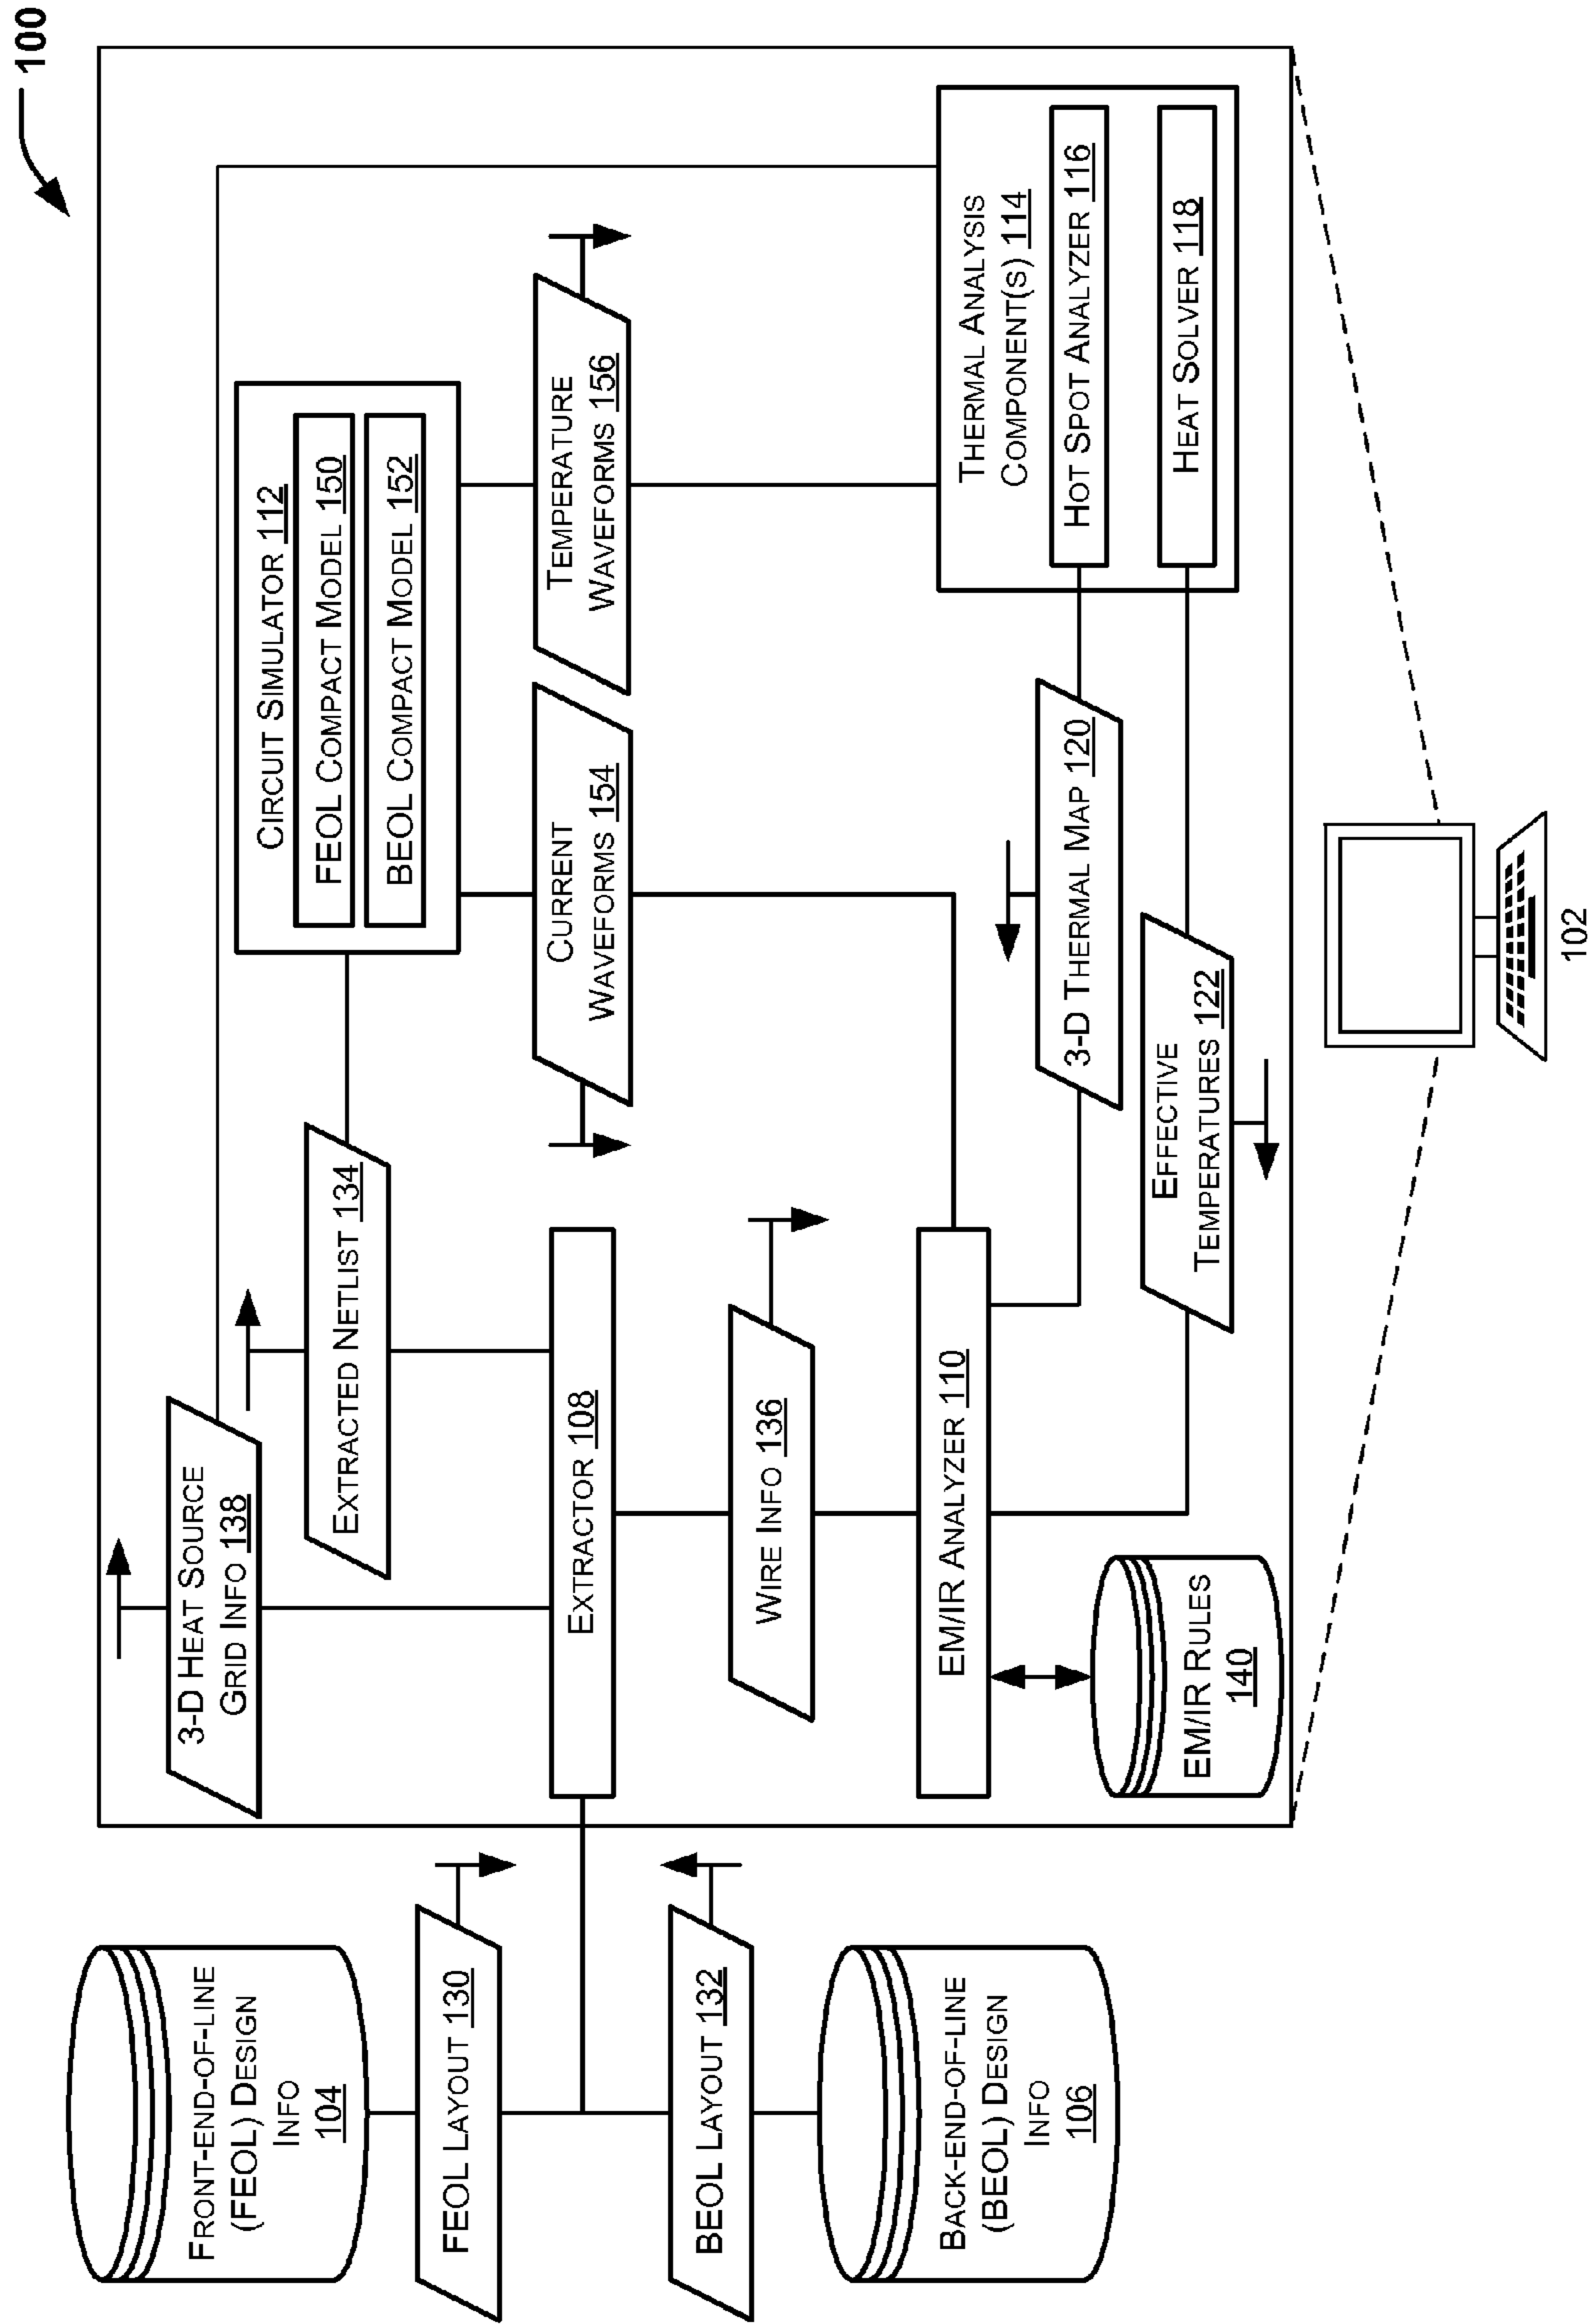 100
Front-end-of-line
(FEOL) Design
Info
104
FEOL Layout 130
BEOL Layout 132
Back-end-of-line
(BEOL) Design
Info
106
3-D Heat Source
Grid Info 138
Extracted Netlist 134
Extractor 108
Wire Info 136
EM/IR Analyzer 110
EM/IR Rules
140
Circuit Simulator 112
FEOL Compact Model 150
BEOL Compact Model 152
Current
Waveforms 154
Temperature
Waveforms 156
3-D Thermal Map 120
Effective
Temperatures 122
Thermal Analysis
Component(s) 114
Hot Spot Analyzer 116
Heat Solver 118
102